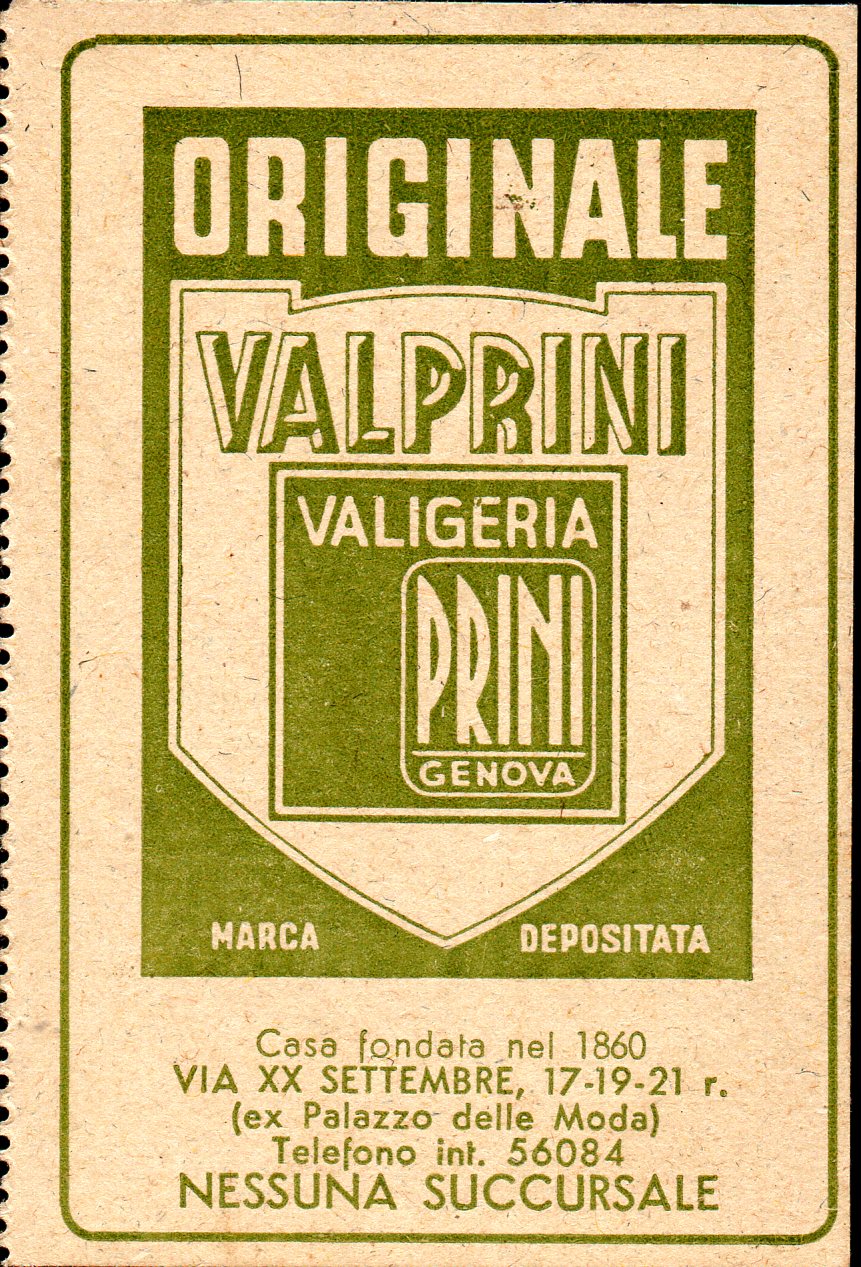 ORIGINALE
VALPRINI
VALIGERIA
PRINI
GENOVA
MARCA DEPOSITATA
Casa fondata nel 1860
VIA XX SETTEMBRE, 17-19-21 r.
(ex Palazzo delle Moda)
Telefono int. 56084
NESSUNA SUCCURSALE